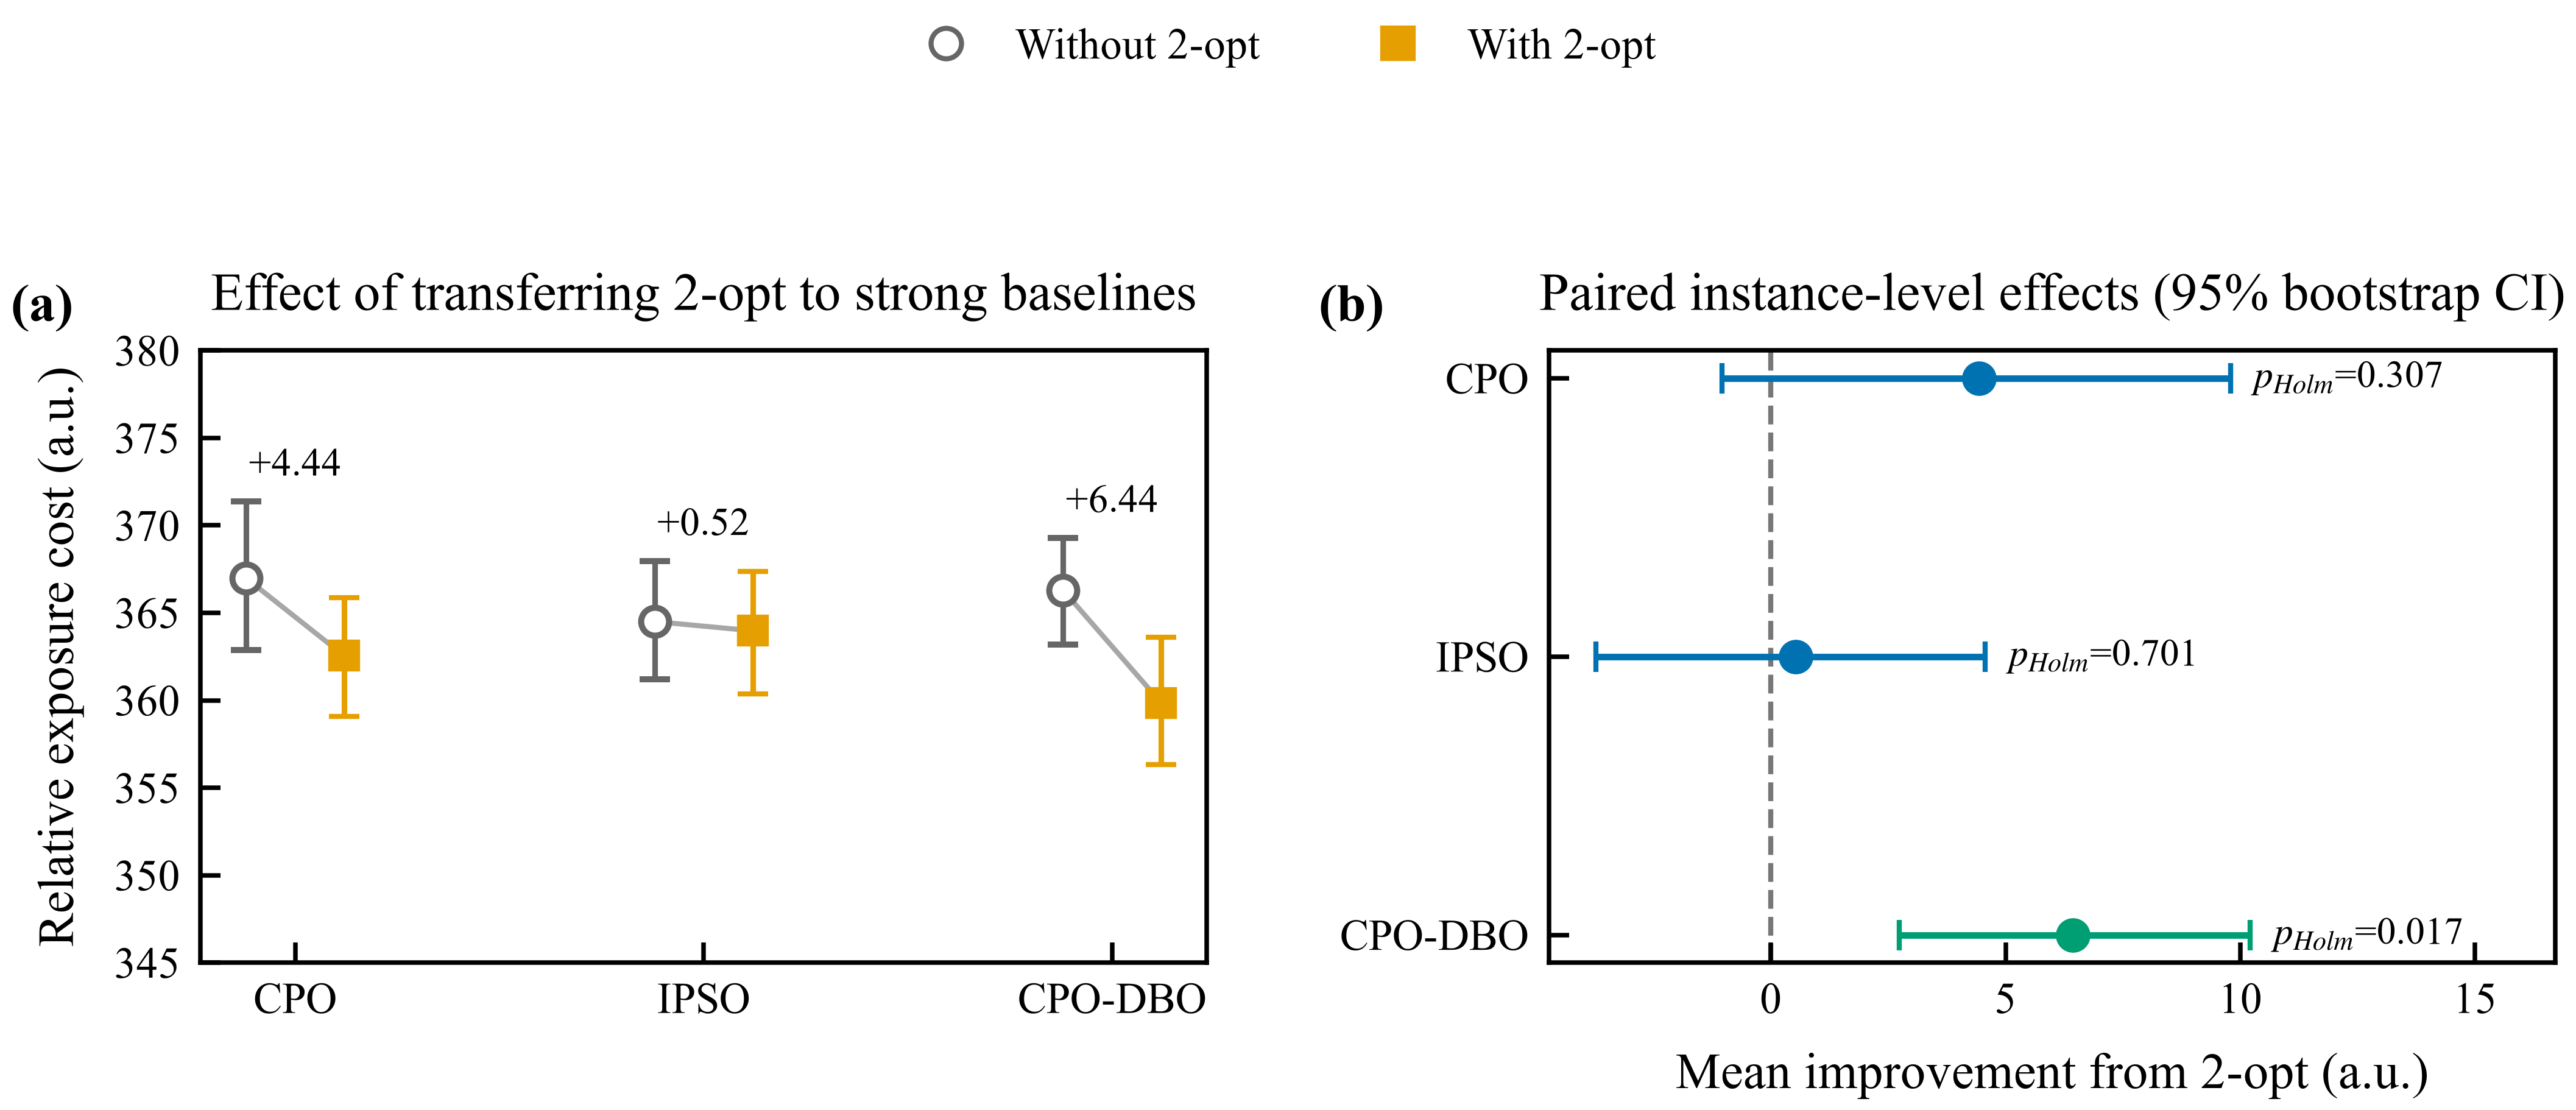 Without 2-opt
With 2-opt
(a)
Effect of transferring 2-opt to strong baselines
Relative exposure cost (a.u.)
380
375
370
365
360
355
350
345
+4.44
+0.52
+6.44
CPO
IPSO
CPO-DBO
(b)
Paired instance-level effects (95% bootstrap CI)
CPO
IPSO
CPO-DBO
pHolm=0.307
pHolm=0.701
pHolm=0.017
0
5
10
15
Mean improvement from 2-opt (a.u.)